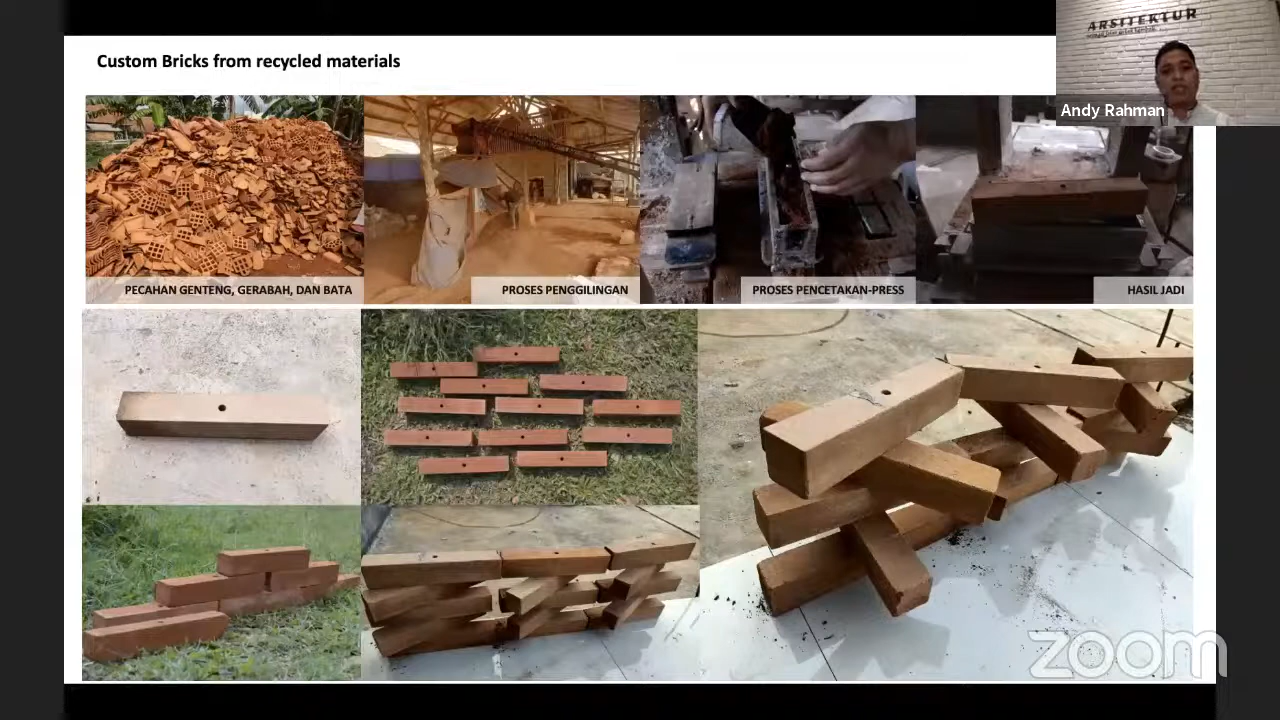 Custom Bricks from recycled materials
ARSITEKTUR
Andy Rahman
PECAHAN GENTENG, GERABAH, DAN BATA
PROSES PENGGILINGAN
PROSES PENCETAKAN-PRESS
HASIL JADI
zoom